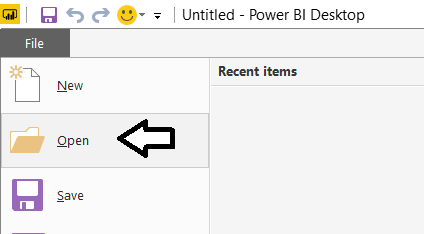 Untitled - Power BI Desktop
File
Recent items
New
Open
Save